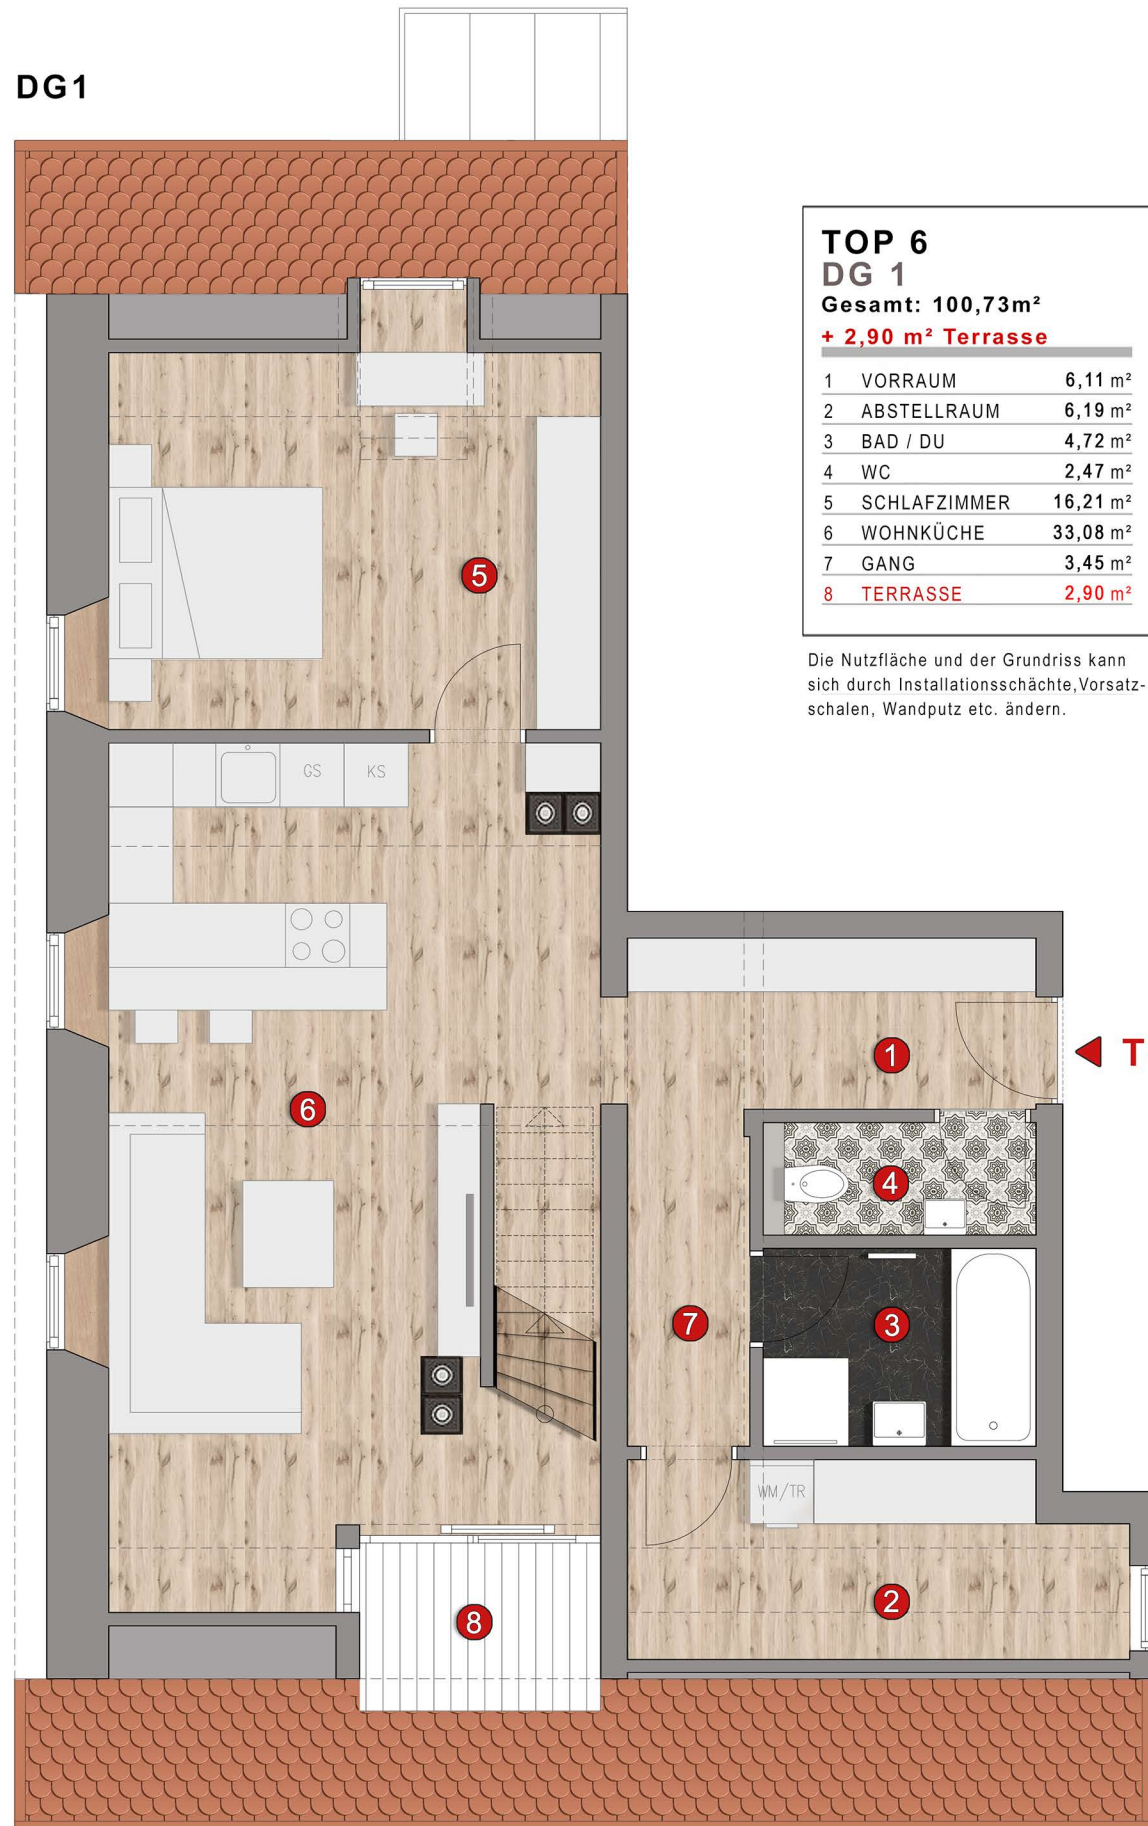 DG1
TOP 6
DG 1
Gesamt: 100,73m²
+ 2,90 m² Terrasse
1 VORRAUM 6,11 m²
2 ABSTELLRAUM 6,19 m²
3 BAD / DU 4,72 m²
4 WC 2,47 m²
5 SCHLAFZIMMER 16,21 m²
6 WOHNKÜCHE 33,08 m²
7 GANG 3,45 m²
8 TERRASSE 2,90 m²
Die Nutzfläche und der Grundriss kann
sich durch Installationsschächte,Vorsatz-
schalen, Wandputz etc. ändern.
5
GS KS
1
T
6
4
7
3
WM/TR
2
8